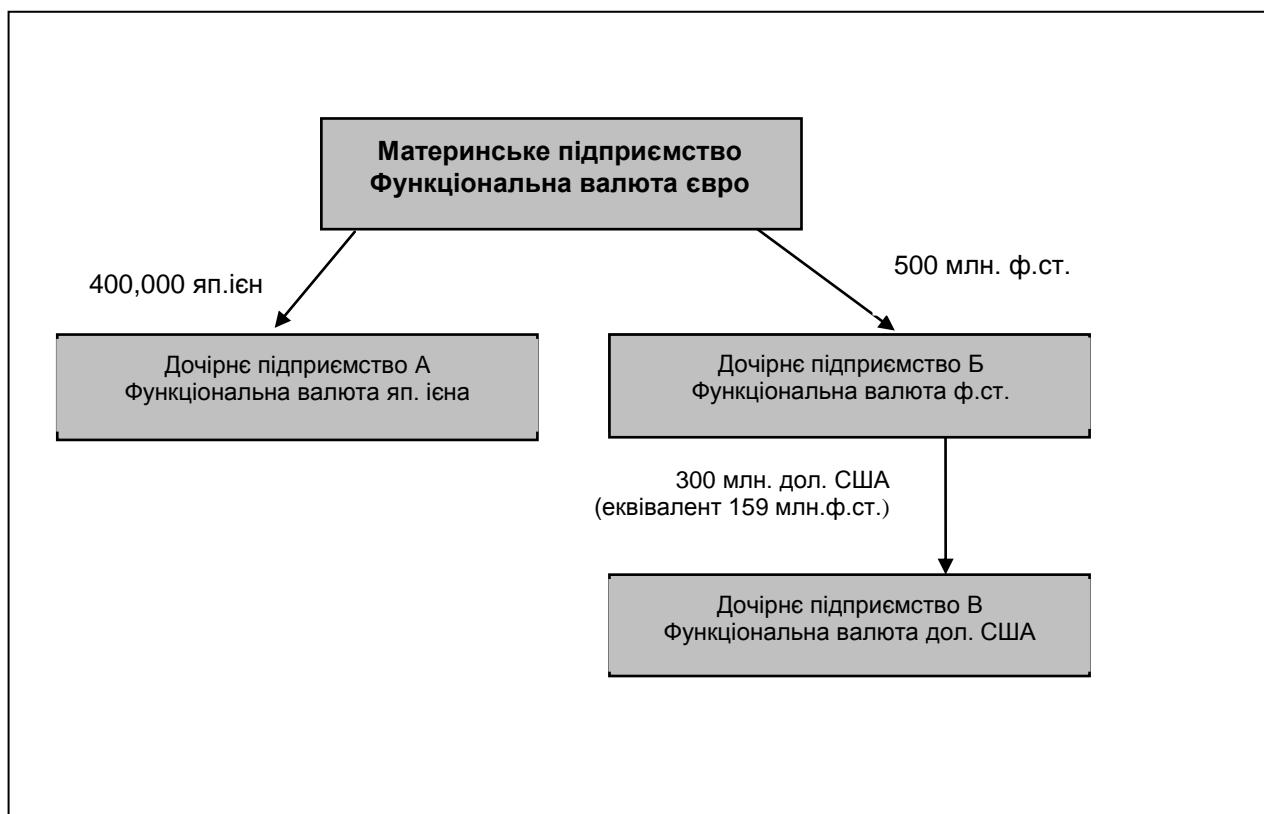 Материнське підприємство
Функціональна валюта євро
400,000 яп.ієн
500 млн. ф.ст.
Дочірнє підприємство А
Функціональна валюта яп. ієна
Дочірнє підприємство Б
Функціональна валюта ф.ст.
300 млн. дол. США
(еквівалент 159 млн.ф.ст.)
Дочірнє підприємство В
Функціональна валюта дол. США